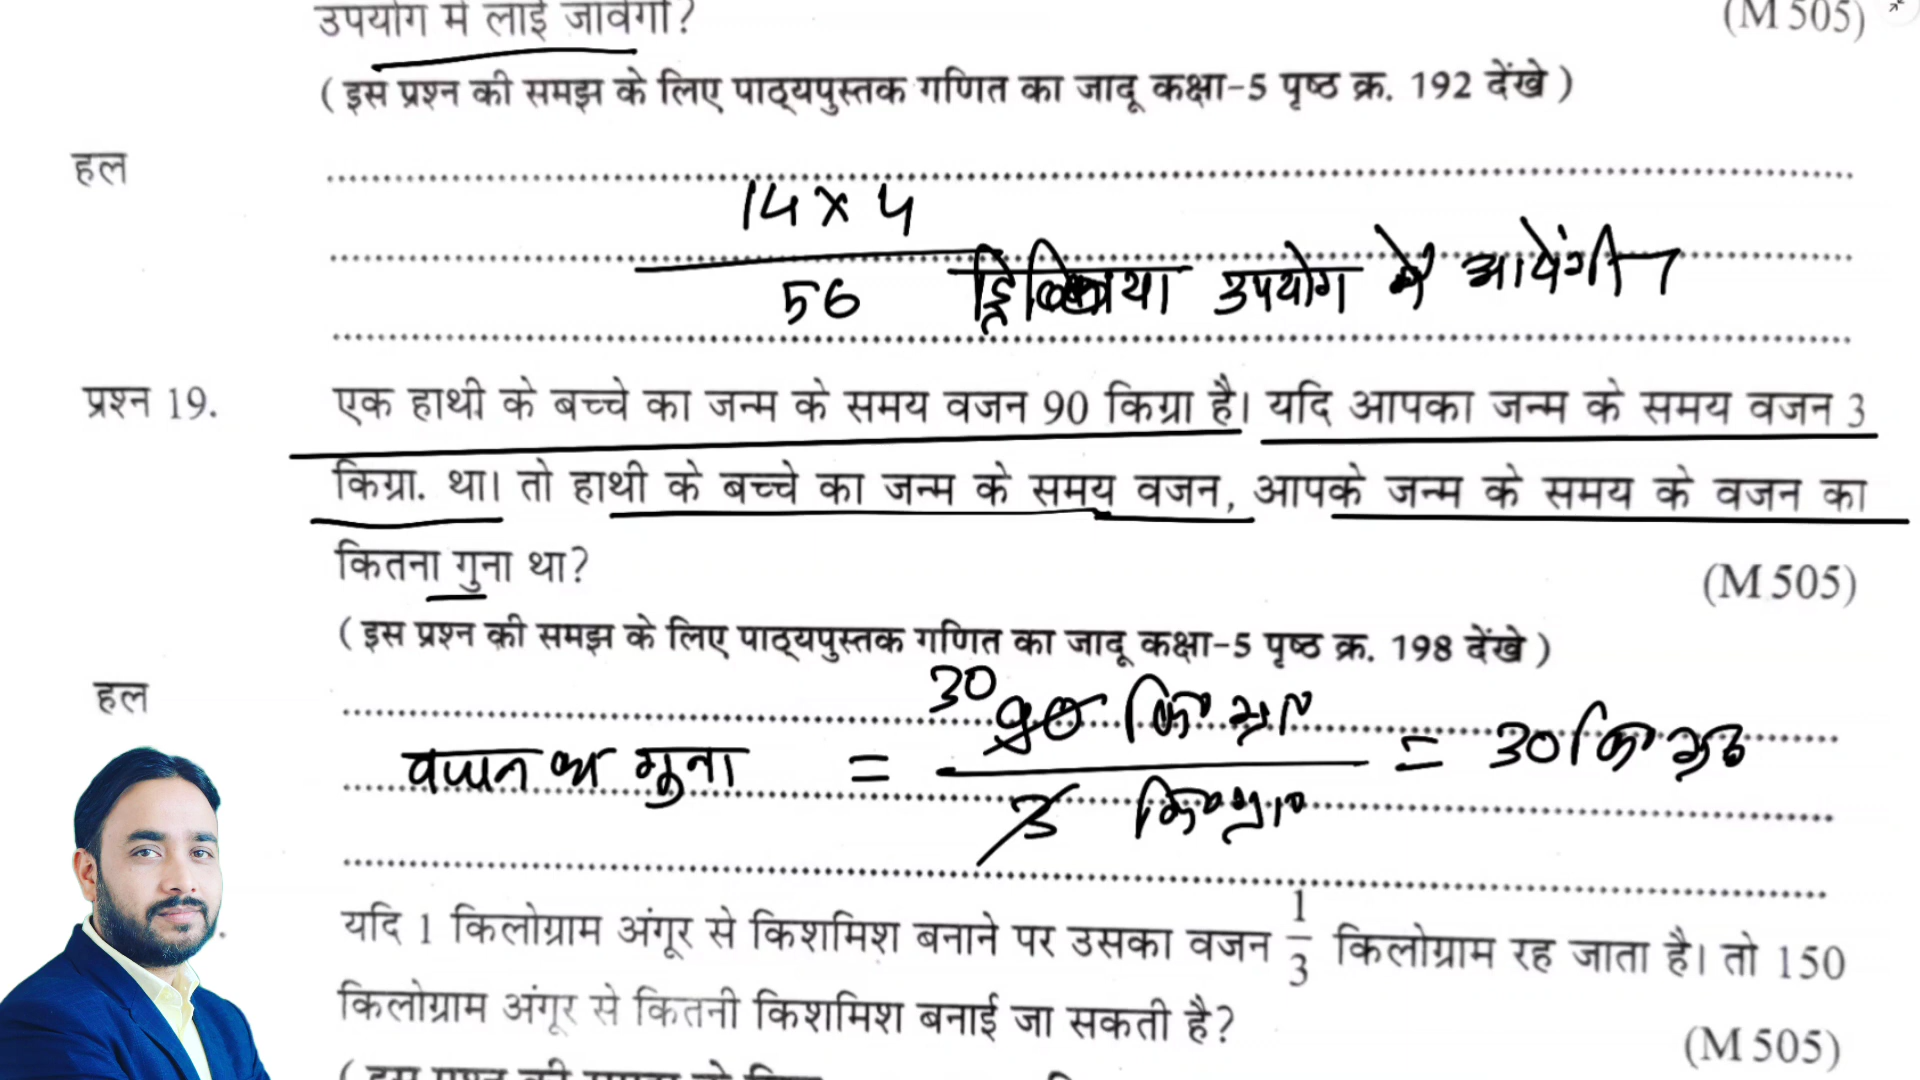 उपयोग में लाई जावेगी?
(M 505)
( इस प्रश्न की समझ के लिए पाठ्यपुस्तक गणित का जादू कक्षा-5 पृष्ठ क्र. 192 देंखे )
हल
14 x 4
56 उपयोग में आयेंगी
प्रश्न 19. एक हाथी के बच्चे का जन्म के समय वजन 90 किग्रा है। यदि आपका जन्म के समय वजन 3
किग्रा. था। तो हाथी के बच्चे का जन्म के समय वजन, आपके जन्म के समय के वजन का
कितना गुना था?
(M 505)
( इस प्रश्न की समझ के लिए पाठ्यपुस्तक गणित का जादू कक्षा-5 पृष्ठ क्र. 198 देंखे )
हल
30
90 कि॰ग्रा॰
वजन का गुना = = 30 कि॰ग्रा॰
3 कि॰ग्रा॰
यदि 1 किलोग्राम अंगूर से किशमिश बनाने पर उसका वजन 1/3 किलोग्राम रह जाता है। तो 150
किलोग्राम अंगूर से कितनी किशमिश बनाई जा सकती है?
(M 505)